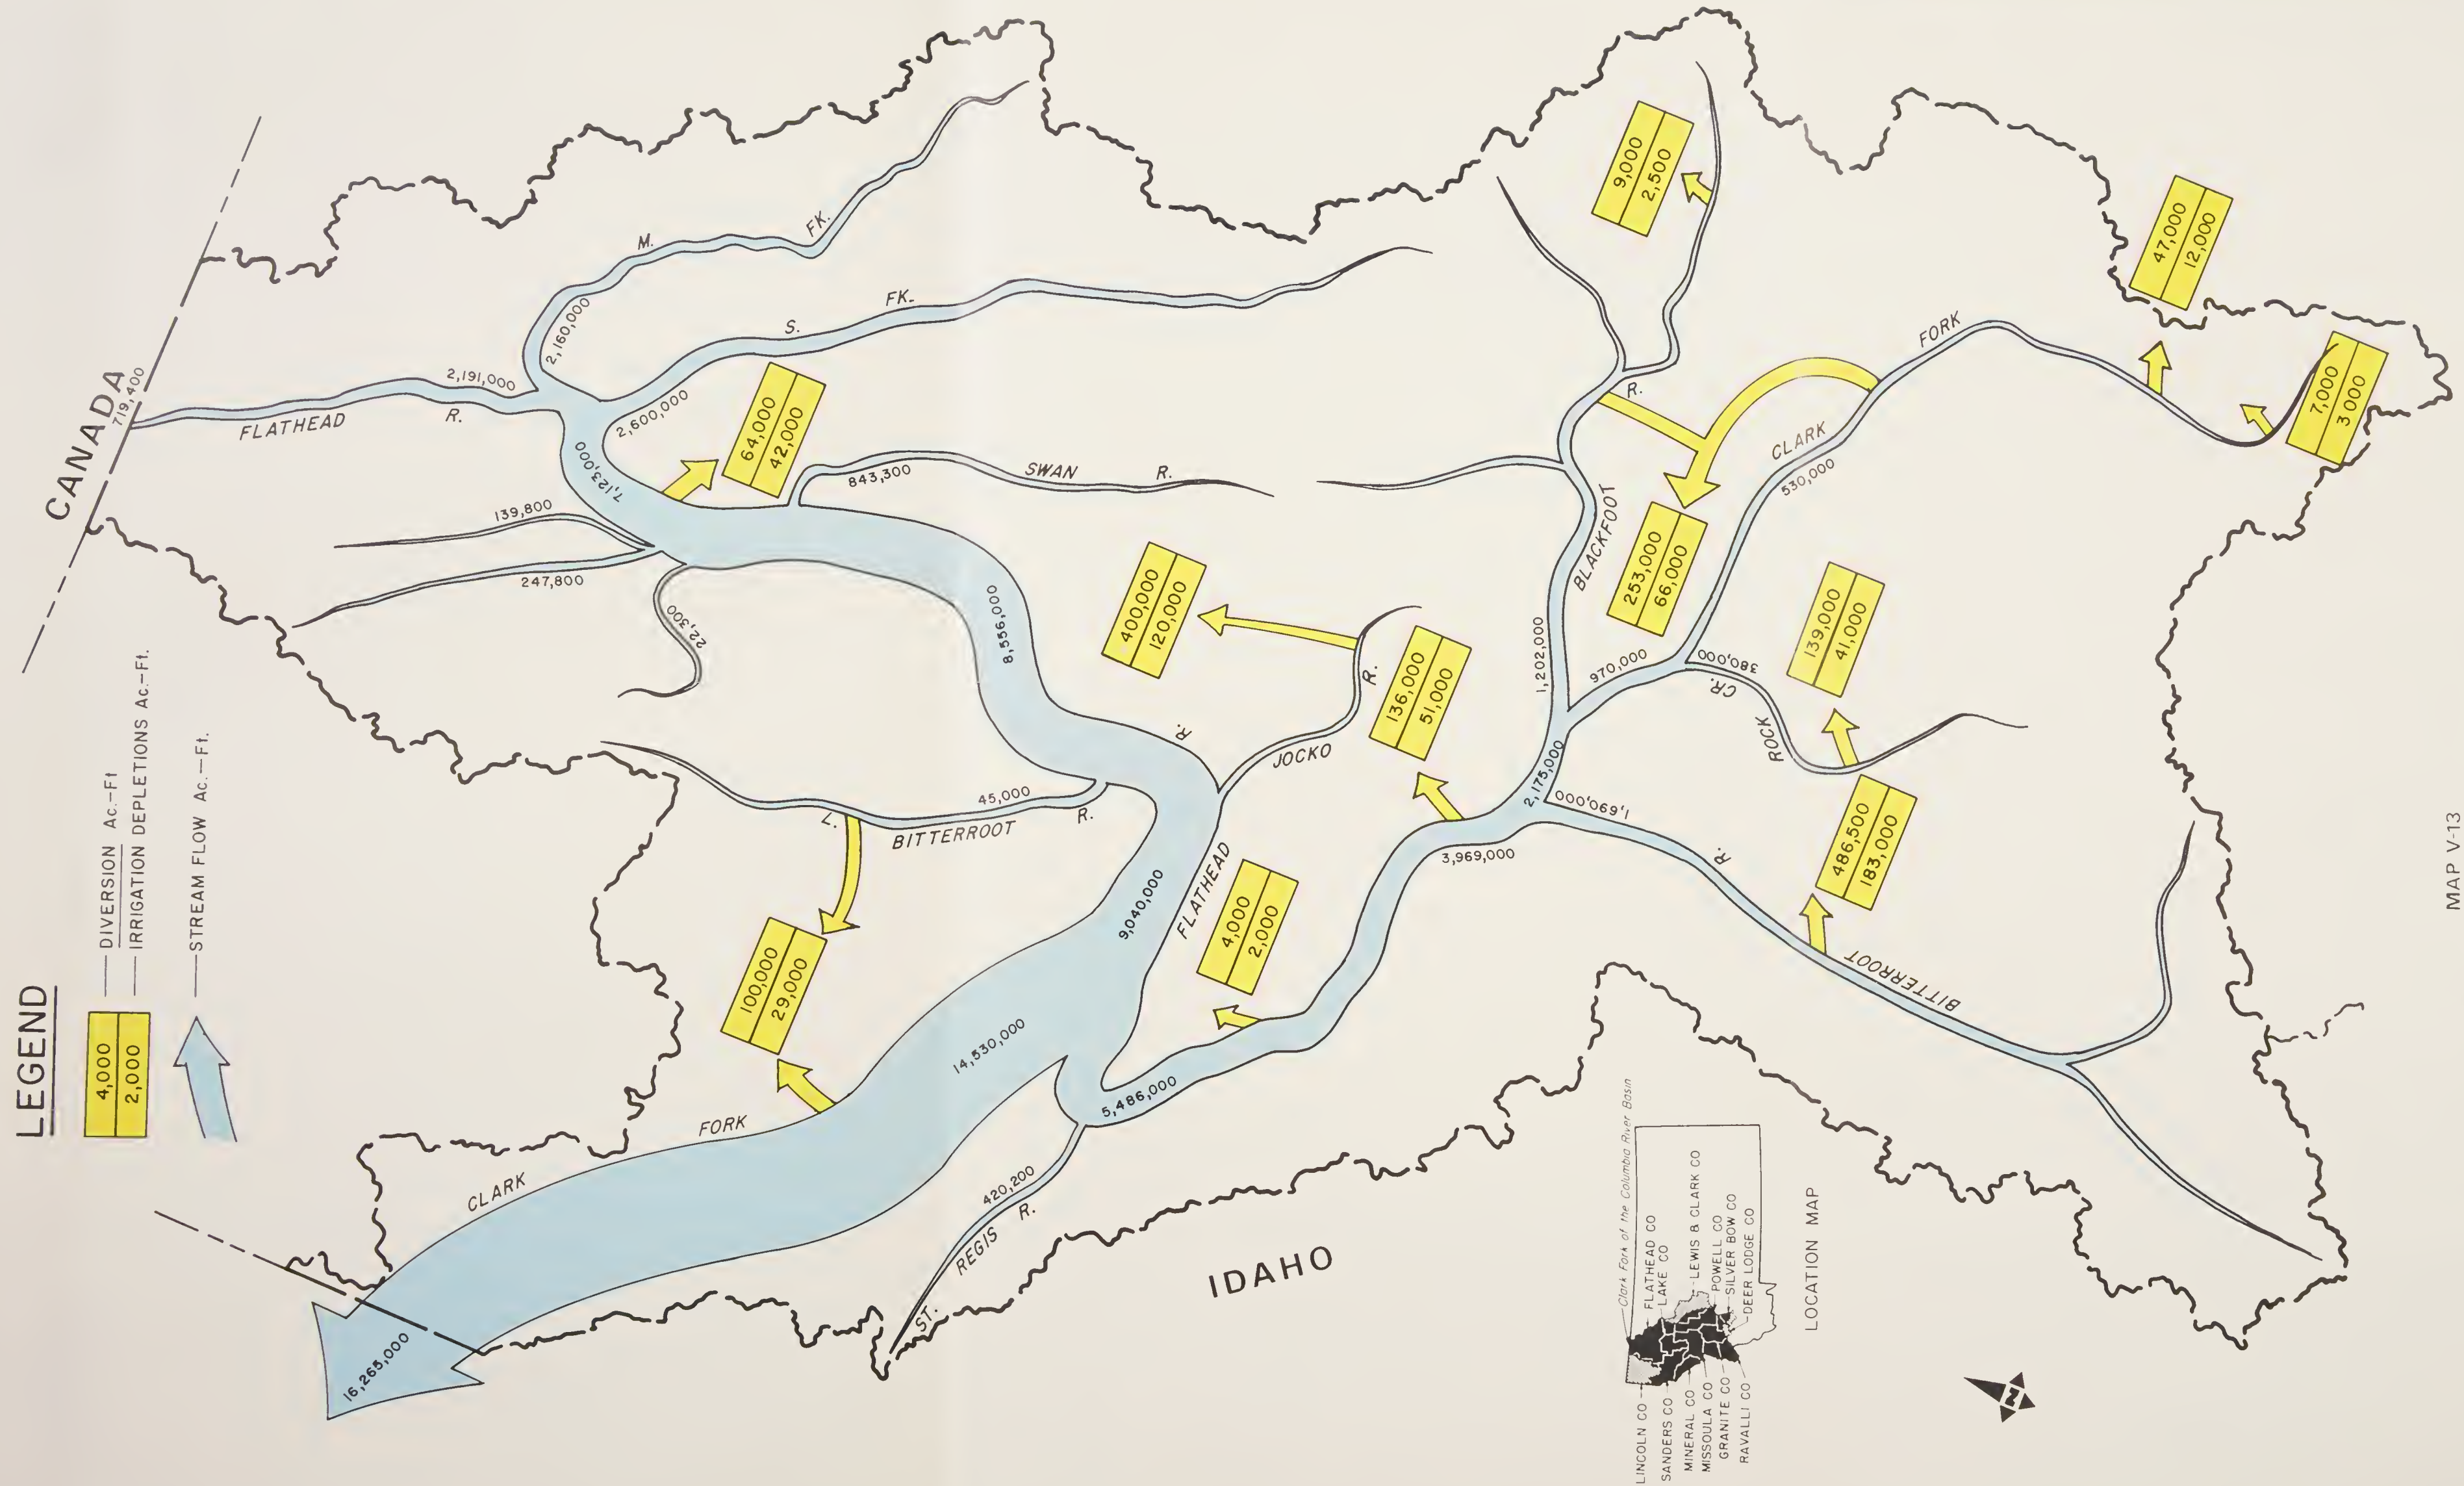 LEGEND
4,000
2,000
DIVERSION Ac.-Ft
IRRIGATION DEPLETIONS Ac.-Ft.
STREAM FLOW Ac.-Ft.
CANADA
719,400
FLATHEAD
R.
2,191,000
2,160,000
M.
FK.
S.
FK.
2,600,000
7,123,000
64,000
42,000
139,800
247,800
22,300
843,300
SWAN
R.
8,556,000
400,000
120,000
JOCKO
R.
R.
FLATHEAD
9,040,000
45,000
L.
BITTERROOT
R.
100,000
29,000
14,530,000
CLARK
FORK
16,265,000
ST.
REGIS
R.
420,200
5,486,000
4,000
2,000
136,000
51,000
3,969,000
2,175,000
1,690,000
R.
BITTERROOT
486,500
183,000
1,202,000
BLACKFOOT
R.
9,000
2,500
253,000
66,000
970,000
380,000
ROCK
CR.
139,000
41,000
530,000
CLARK
FORK
47,000
12,000
7,000
3 000
IDAHO
Clark Fork of the Columbia River Basin
FLATHEAD CO
LAKE CO
LEWIS & CLARK CO
POWELL CO
SILVER BOW CO
DEER LODGE CO
LINCOLN CO
SANDERS CO
MINERAL CO
MISSOULA CO
GRANITE CO
RAVALLI CO
LOCATION MAP
N
MAP V-13